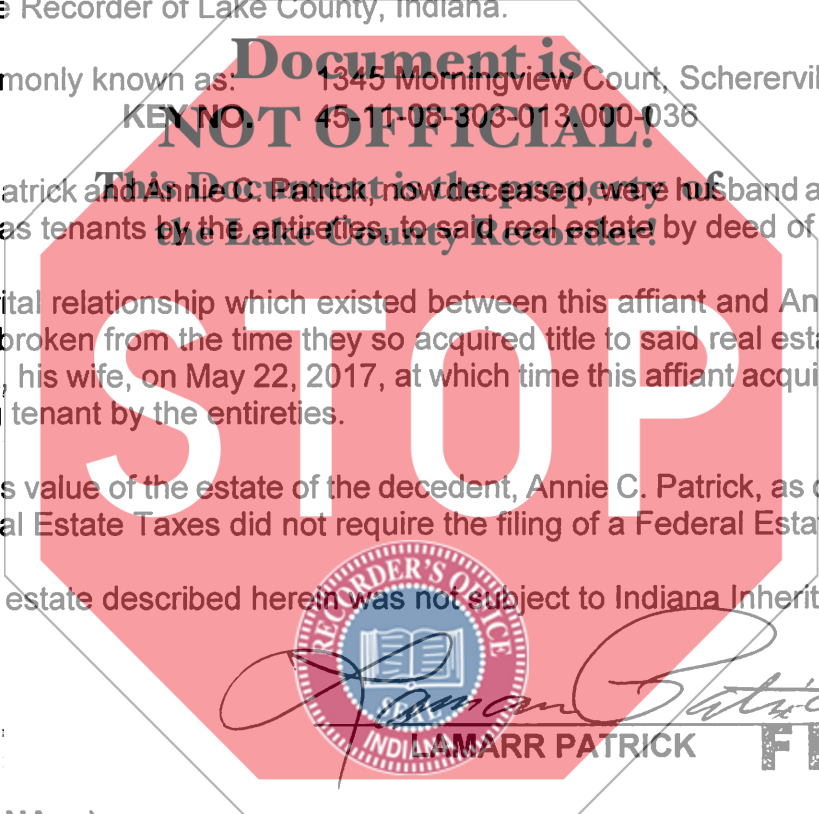 e Recorder of Lake County, Indiana.
Document is
monly known as: 1345 Morningview Court, Scherervil
KEY NO. 45-11-08-303-013.000-036
NOT OFFICIAL!
atrick and Annie C. Patrick, now deceased, were husband a
This Document is the property of
as tenants by the entireties, to said real estate by deed of
the Lake County Recorder!
ital relationship which existed between this affiant and An
broken from the time they so acquired title to said real esta
, his wife, on May 22, 2017, at which time this affiant acqui
tenant by the entireties.
STOP
s value of the estate of the decedent, Annie C. Patrick, as
al Estate Taxes did not require the filing of a Federal Esta
estate described herein was not subject to Indiana Inherit
RECORDER'S OFFICE
SEAL
INDIANA
Lamarr Patric
LAMARR PATRICK